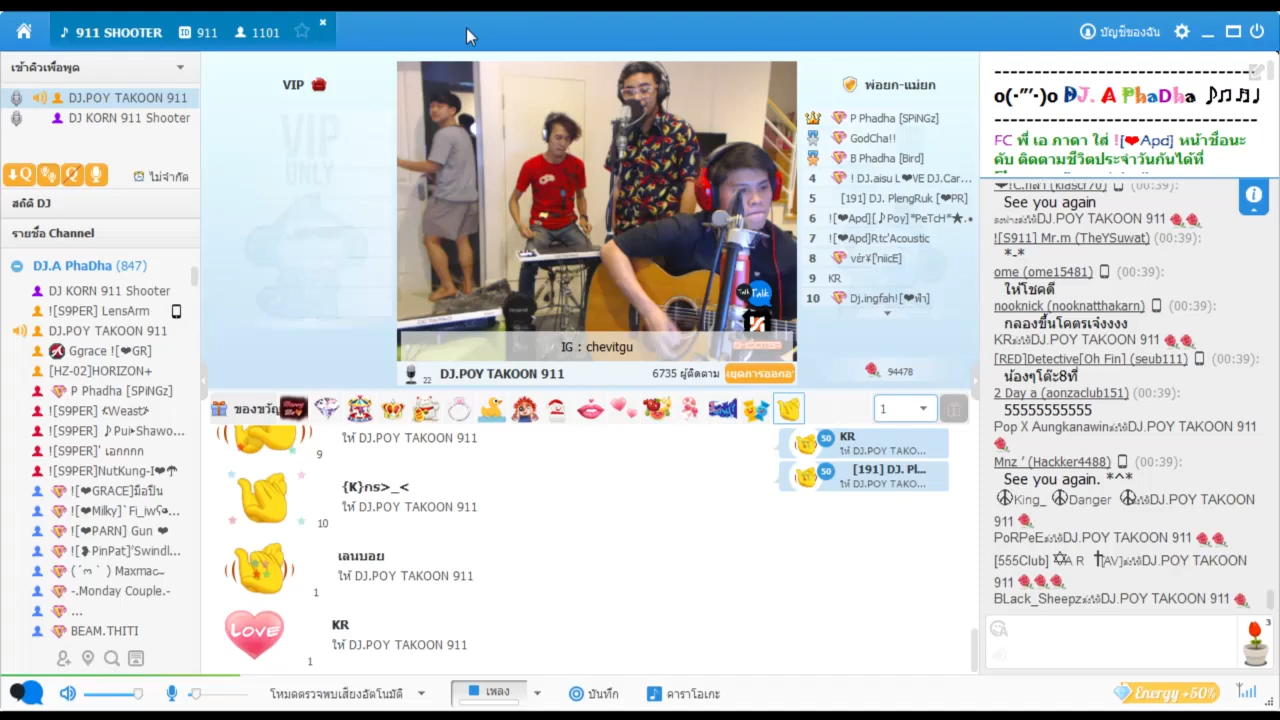 911 SHOOTER
911
1101
บัญชีของฉัน
เข้าคิวเพื่อพูด
DJ.POY TAKOON 911
DJ KORN 911 Shooter
ไม่จำกัด
สถิติ DJ
รายชื่อ Channel
DJ.A PhaDha (847)
DJ KORN 911 Shooter
![S9PER] LensArm
DJ.POY TAKOON 911
Ggrace ![❤GR]
[HZ-02]HORIZON+
P Phadha [SPiNGz]
![S9PER]
![S9PER] ♪Pui➤Shawo...
![S9PER]' เลกกกก
![S9PER]NutKung-I❤
![❤GRACE]มือปืน
![❤Milky]
![❤PARN] Gun ❤
Maxmac
-.Monday Couple.-
...
BEAM.THITI
VIP
VIP
ONLY
Talk
IG : chevitgu
22
DJ.POY TAKOON 911
6735 ผู้ติดตาม
หยุดการออกอา
พ่อยก-แม่ยก
P Phadha [SPiNGz]
GodCha!!
B Phadha [Bird]
4 ! DJ.aisu L♥VE DJ.Car...
5 [191] DJ. PlengRuk [❤PR]
6 ![❤Apd][♪Poy]*PeTcH*★.•
7 ![❤Apd]Rtc'Acoustic
8
9 KR
10 Dj.ingfah![❤ฟ้า]
94478
ของขวัญ
1
ให้ DJ.POY TAKOON 911
9
{K}กร>_<
ให้ DJ.POY TAKOON 911
10
เลนบอย
ให้ DJ.POY TAKOON 911
1
LOVE
KR
ให้ DJ.POY TAKOON 911
1
50 KR
ให้ DJ.POY TAKO...
50 [191] DJ. Pl...
ให้ DJ.POY TAKO...
o(-"'-)o DJ. A PhaDha ♪♫♬♩
FC พี่ เอ ภาดา ใส่ ![❤Apd] หน้าชื่อนะ
คับ ติดตามชีวิตประจำวันกันได้ที่
(00:39):
See you again
DJ.POY TAKOON 911
![S911] Mr.m (TheYSuwat) (00:39):
*-*
ome (ome15481) (00:39):
ให้โชคดี
nooknick (nooknatthakarn) (00:39):
กลองขึ้นโคตรเจ๋งงงง
KR DJ.POY TAKOON 911
[RED]Detective[Oh Fin] (seub111) (00:39):
น้องๆโต๊ะ8ที่
2 Day a (aonzaclub151) (00:39):
55555555555
Pop X Aungkanawin DJ.POY TAKOON 911
Mnz ' (Hackker4488) (00:39):
See you again. *^*
King_ Danger DJ.POY TAKOON
911
PoRPeE DJ.POY TAKOON 911
[555Club] A R [AV] DJ.POY TAKOON
911
BLack_Sheepz DJ.POY TAKOON 911
3
โหมดตรวจพบเสียงอัตโนมัติ
เพลง
บันทึก
คาราโอเกะ
Energy +50%